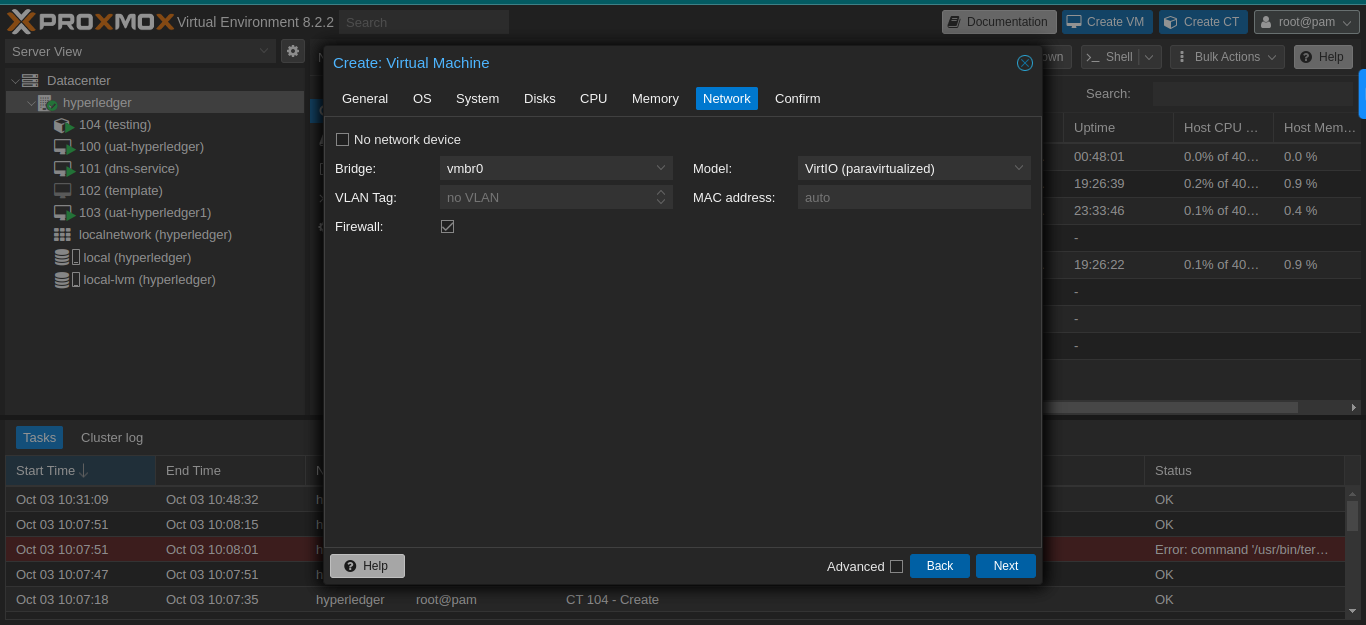 PROXMOX Virtual Environment 8.2.2 Search Documentation Create VM Create CT root@pam
Server View
own Shell Bulk Actions Help
Datacenter
hyperledger
104 (testing)
100 (uat-hyperledger)
101 (dns-service)
102 (template)
103 (uat-hyperledger1)
localnetwork (hyperledger)
local (hyperledger)
local-lvm (hyperledger)
Create: Virtual Machine
General OS System Disks CPU Memory Network Confirm
No network device
Bridge: vmbr0 Model: VirtIO (paravirtualized)
VLAN Tag: no VLAN MAC address: auto
Firewall:
Help Advanced Back Next
Search:
Uptime Host CPU ... Host Mem...
00:48:01 0.0% of 40... 0.0 %
19:26:39 0.2% of 40... 0.9 %
23:33:46 0.1% of 40... 0.4 %
-
19:26:22 0.1% of 40... 0.9 %
-
-
-
Tasks Cluster log
Start Time End Time N Status
Oct 03 10:31:09 Oct 03 10:48:32 h OK
Oct 03 10:07:51 Oct 03 10:08:15 h OK
Oct 03 10:07:51 Oct 03 10:08:01 h Error: command '/usr/bin/ter...
Oct 03 10:07:47 Oct 03 10:07:51 h OK
Oct 03 10:07:18 Oct 03 10:07:35 hyperledger root@pam CT 104 - Create OK